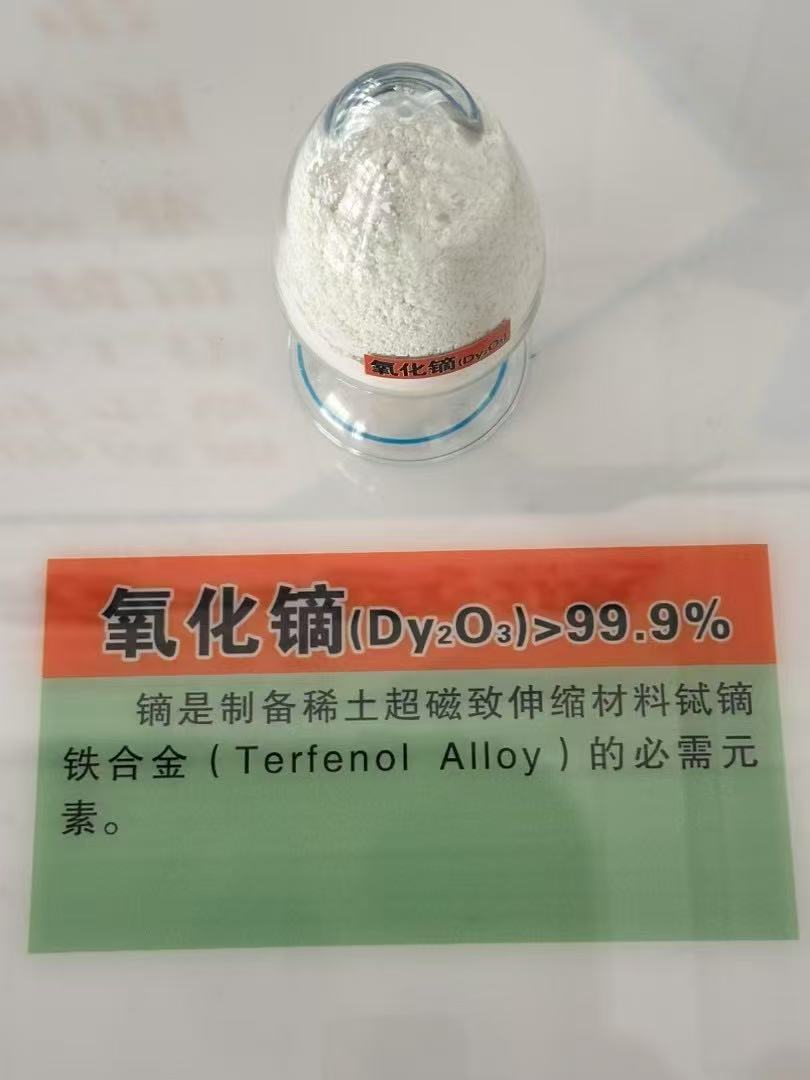 氧化镝(Dy₂O₃)
氧化镝(Dy₂O₃)>99.9%
镝是制备稀土超磁致伸缩材料铽镝
铁合金(Terfenol Alloy)的必需元
素。